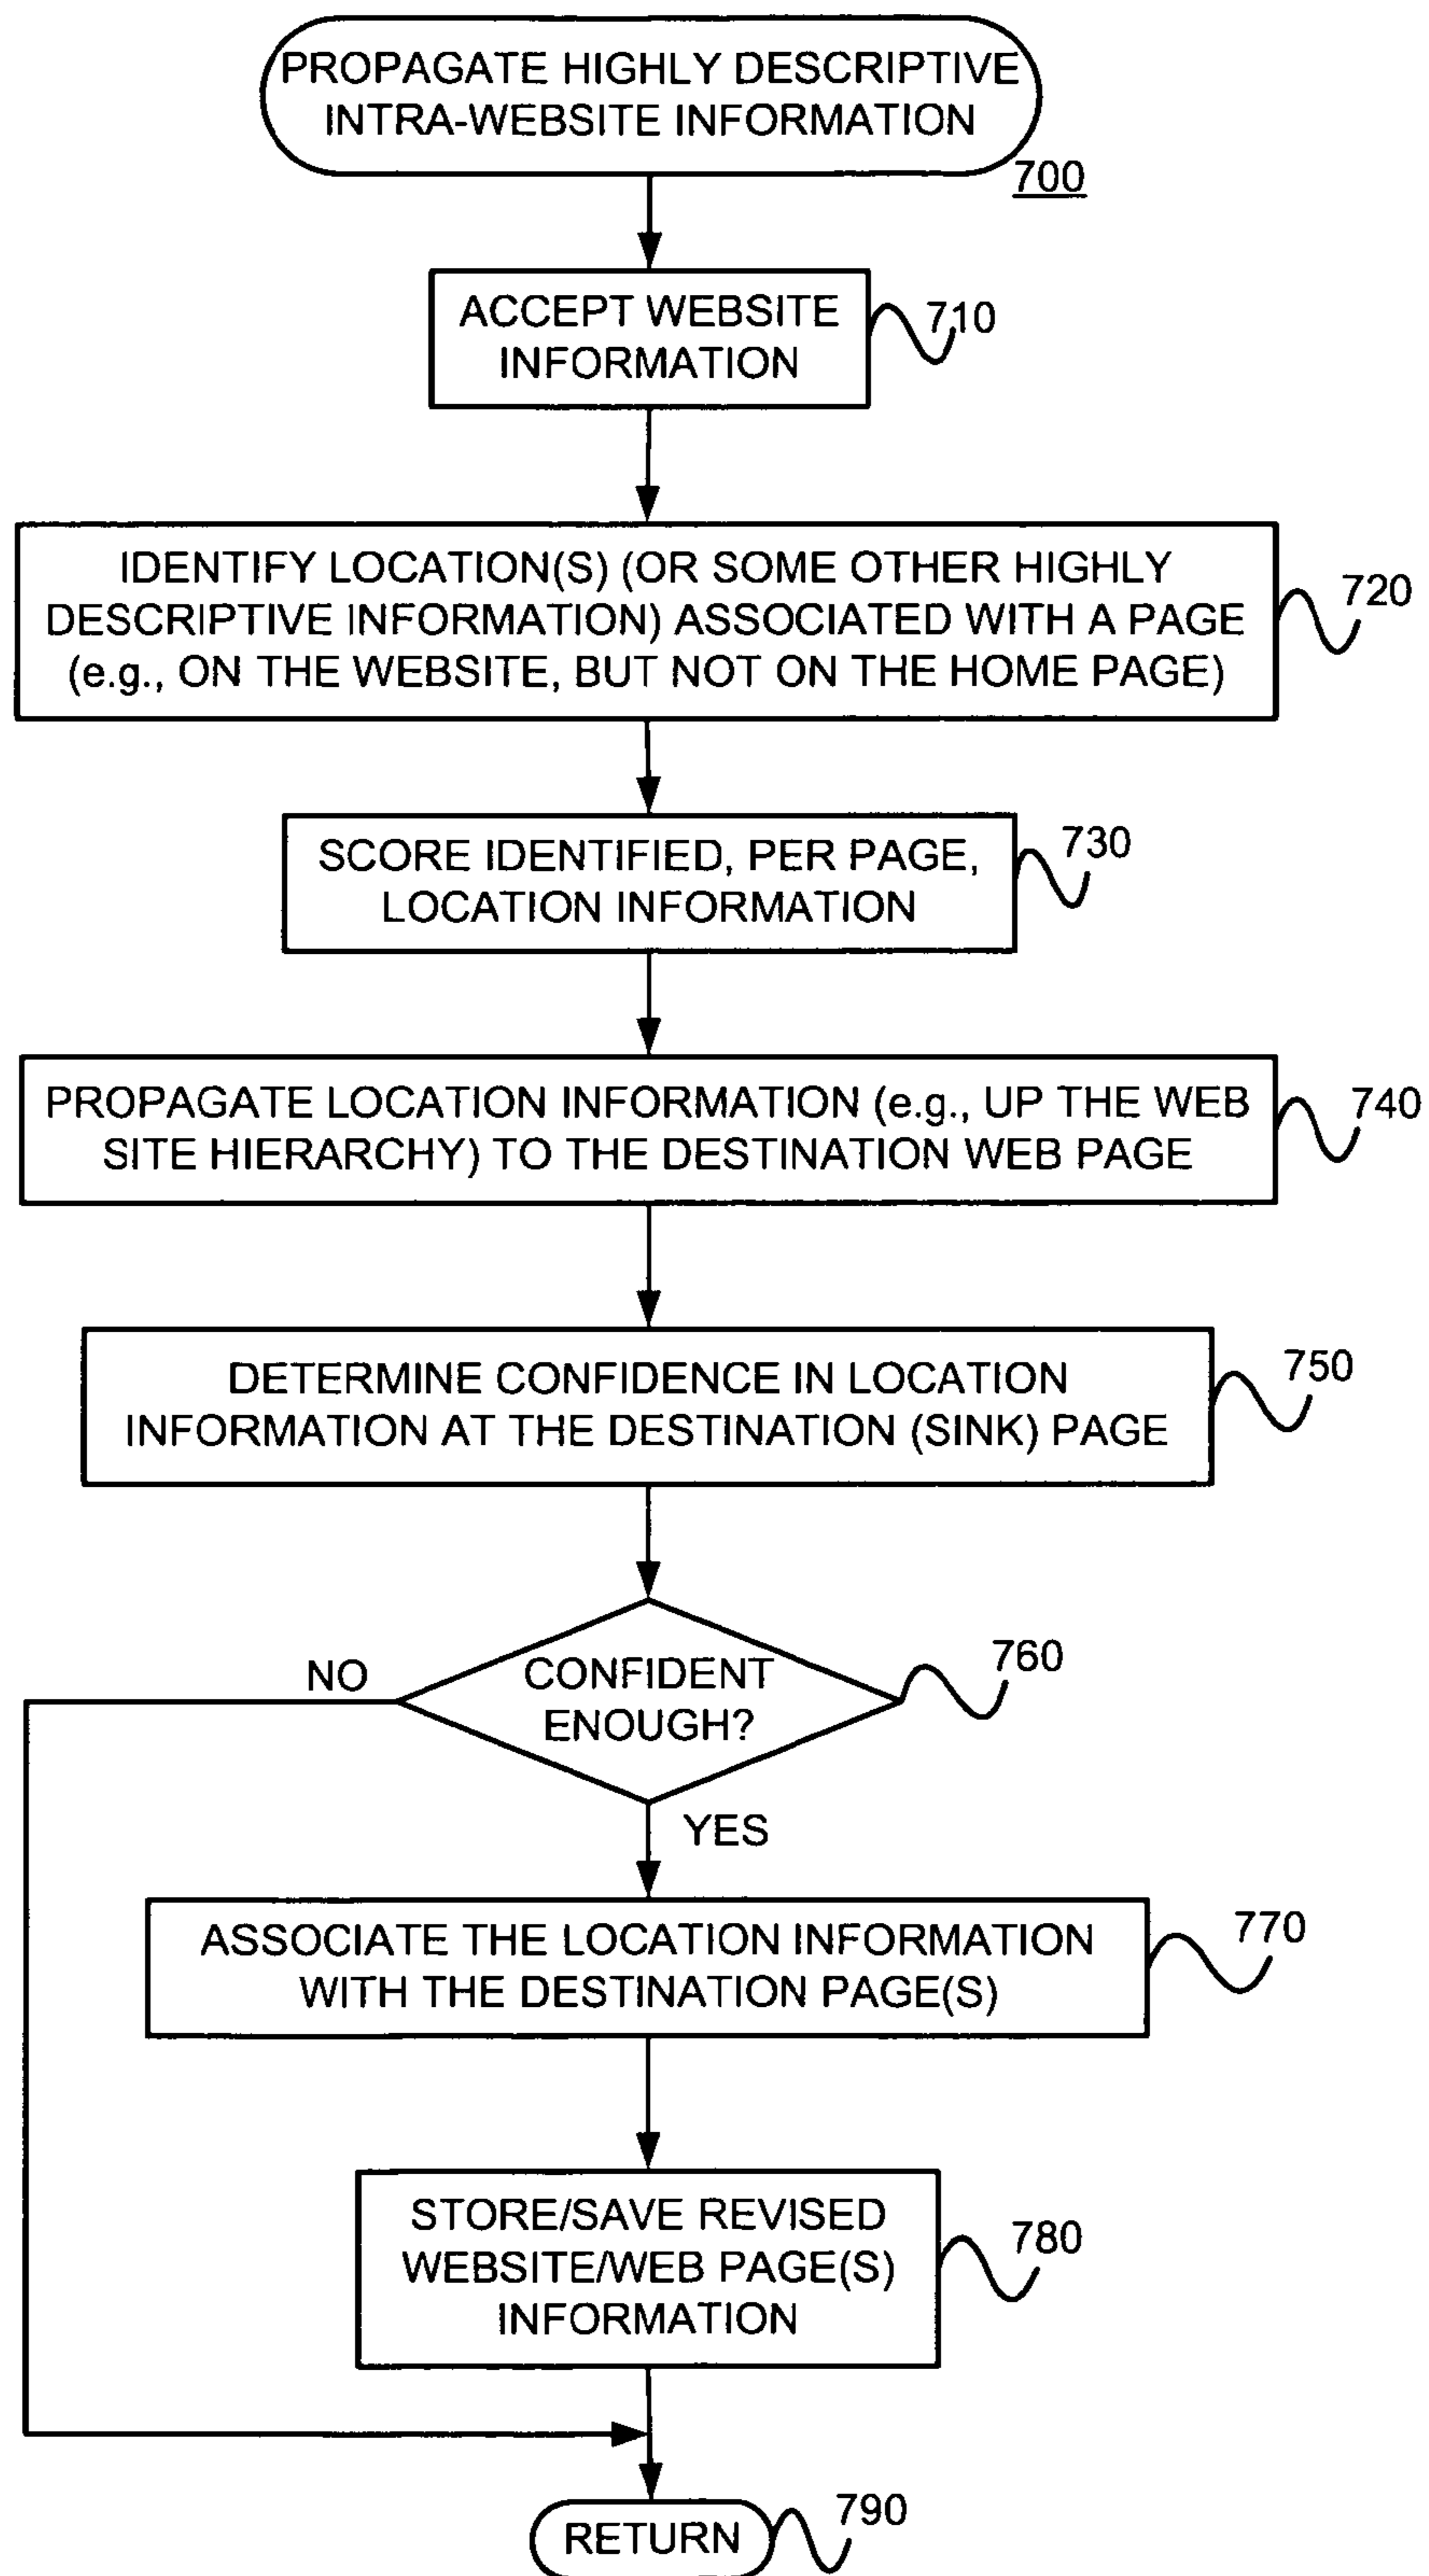 PROPAGATE HIGHLY DESCRIPTIVE
INTRA-WEBSITE INFORMATION
700
ACCEPT WEBSITE
INFORMATION
710
IDENTIFY LOCATION(S) (OR SOME OTHER HIGHLY
DESCRIPTIVE INFORMATION) ASSOCIATED WITH A PAGE
(e.g., ON THE WEBSITE, BUT NOT ON THE HOME PAGE)
720
SCORE IDENTIFIED, PER PAGE,
LOCATION INFORMATION
730
PROPAGATE LOCATION INFORMATION (e.g., UP THE WEB
SITE HIERARCHY) TO THE DESTINATION WEB PAGE
740
DETERMINE CONFIDENCE IN LOCATION
INFORMATION AT THE DESTINATION (SINK) PAGE
750
CONFIDENT
ENOUGH?
760
NO
YES
ASSOCIATE THE LOCATION INFORMATION
WITH THE DESTINATION PAGE(S)
770
STORE/SAVE REVISED
WEBSITE/WEB PAGE(S)
INFORMATION
780
RETURN
790